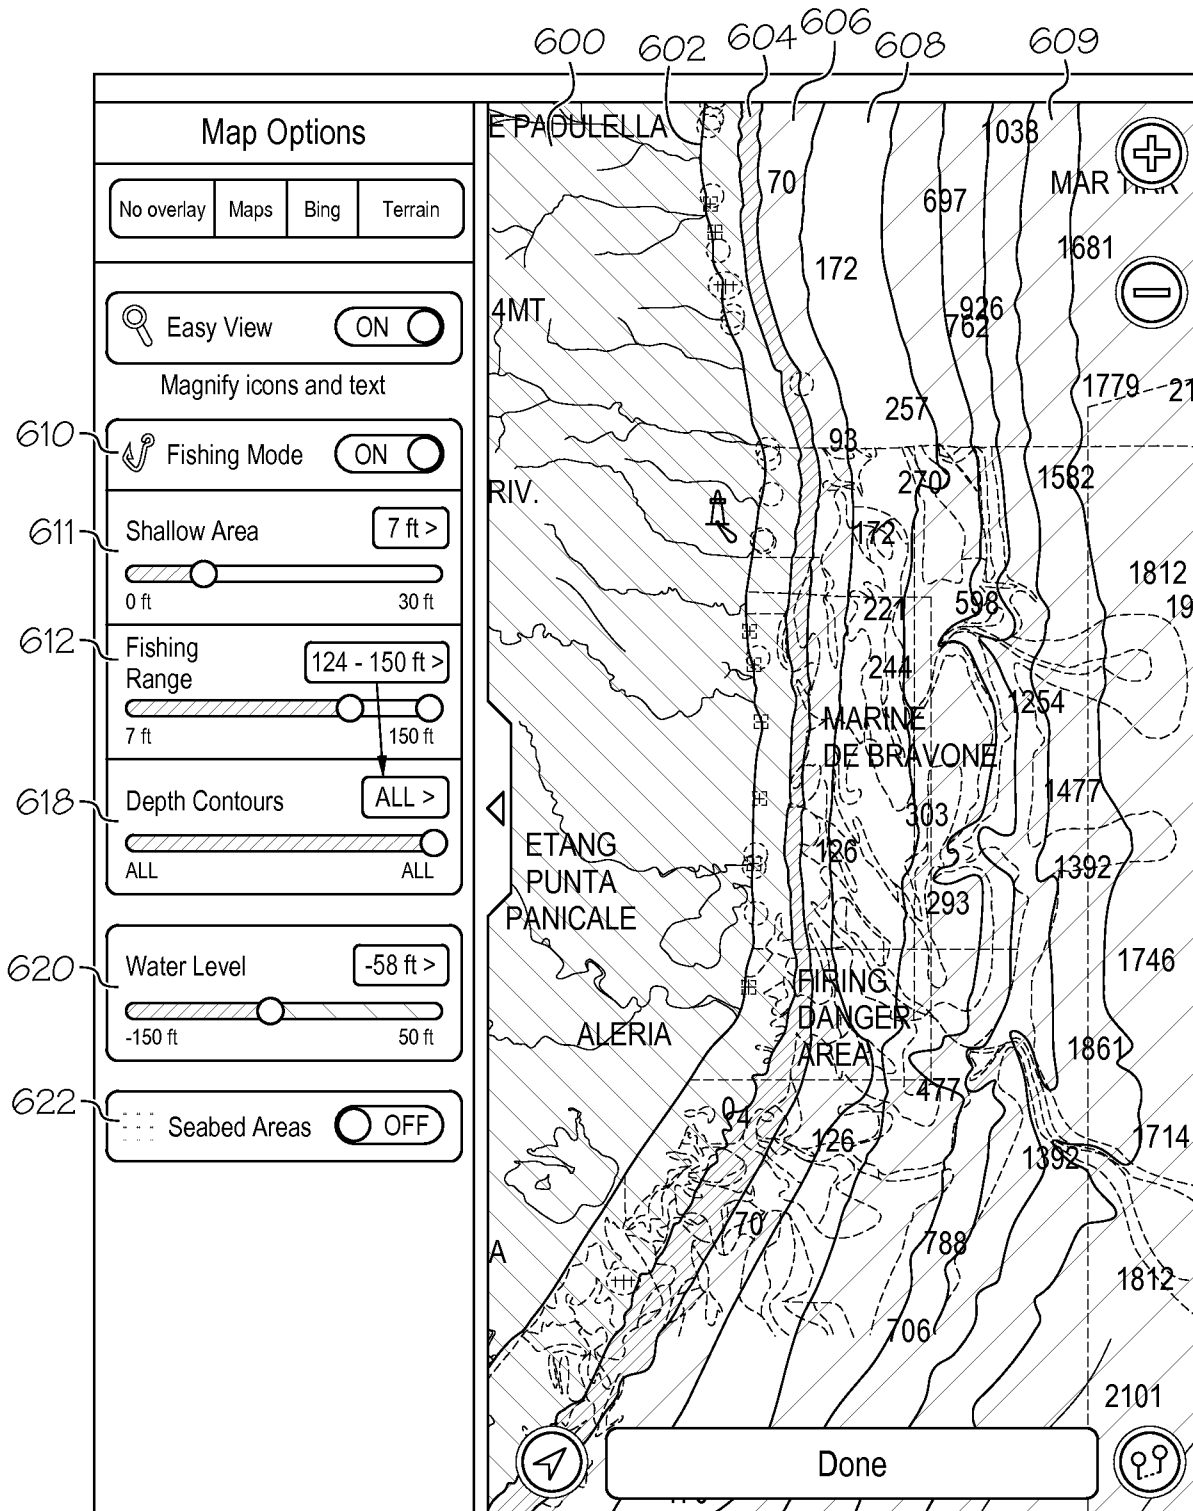 600
602
604
606
608
609
Map Options
No overlay
Maps
Bing
Terrain
Easy View
ON
Magnify icons and text
610
Fishing Mode
ON
611
Shallow Area
7 ft >
0 ft
30 ft
612
Fishing
Range
124 - 150 ft >
7 ft
150 ft
618
Depth Contours
ALL >
ALL
ALL
620
Water Level
-58 ft >
-150 ft
50 ft
622
Seabed Areas
OFF
E PADULELLA
1038
70
697
MAR
1681
172
4MT
926
762
1779
21
257
93
270
1582
RIV.
172
1812
19
221
598
244
1254
MARINE
DE BRAVONE
1477
303
ETANG
PUNTA
PANICALE
126
1392
293
1746
FIRING
DANGER
AREA
ALERIA
1861
477
04
126
1714
1392
70
788
A
1812
706
2101
Done